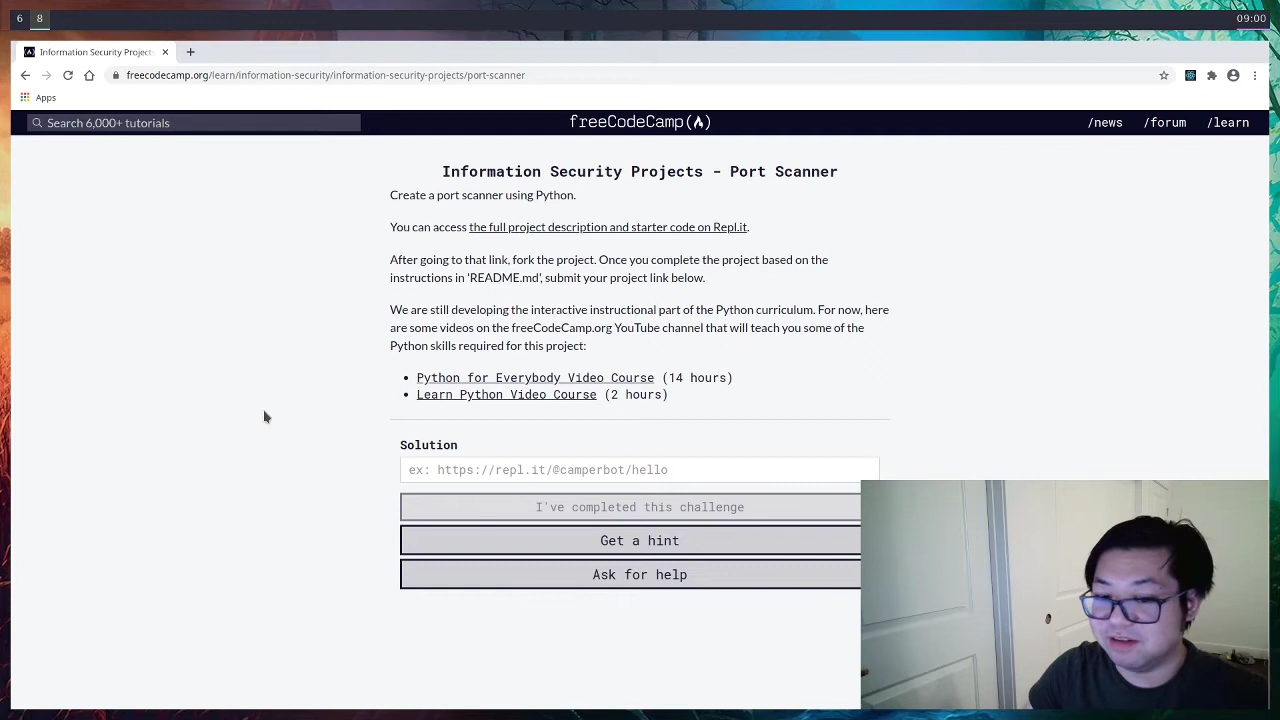 6 8 09:00
Information Security Projects
freecodecamp.org/learn/information-security/information-security-projects/port-scanner
Apps
Search 6,000+ tutorials freeCodeCamp /news /forum /learn
Information Security Projects - Port Scanner
Create a port scanner using Python.
You can access the full project description and starter code on Repl.it.
After going to that link, fork the project. Once you complete the project based on the
instructions in 'README.md', submit your project link below.
We are still developing the interactive instructional part of the Python curriculum. For now, here
are some videos on the freeCodeCamp.org YouTube channel that will teach you some of the
Python skills required for this project:
• Python for Everybody Video Course (14 hours)
• Learn Python Video Course (2 hours)
Solution
ex: https://repl.it/@camperbot/hello
I've completed this challenge
Get a hint
Ask for help